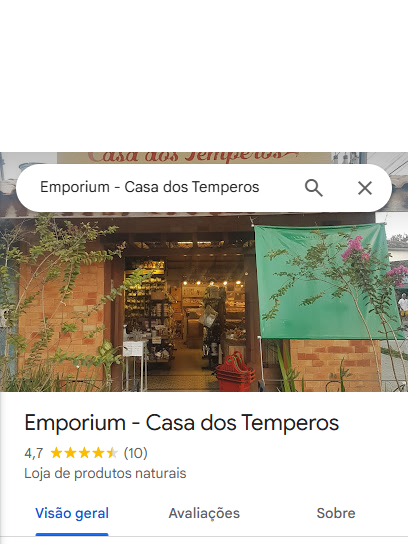 Casa dos Temperos
Emporium - Casa dos Temperos
Emporium - Casa dos Temperos
4,7 (10)
Loja de produtos naturais
Visão geral
Avaliações
Sobre